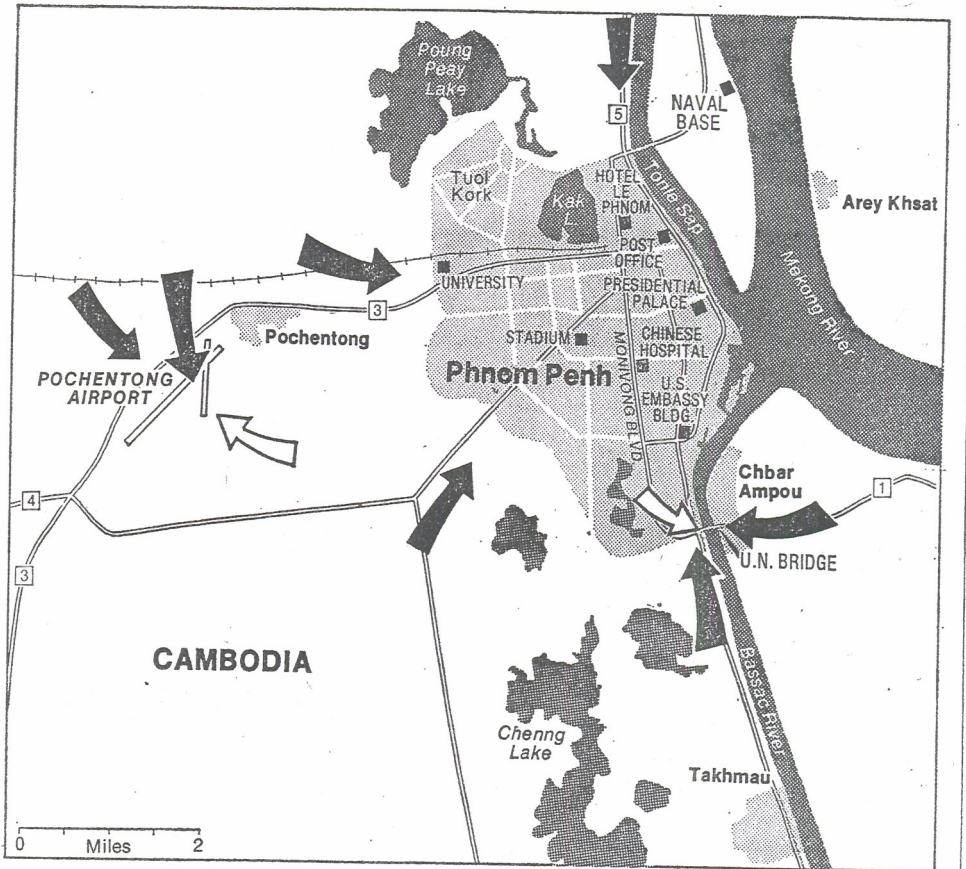 Poung
Peay
Lake
5
NAVAL
BASE
Tuol
Kork
Kak
HOTEL
LE
PHNOM
Tonle Sap
Arey Khsat
POST
OFFICE
UNIVERSITY
PRESIDENTIAL
PALACE
Mekong River
3
Pochentong
STADIUM
CHINESE
HOSPITAL
POCHENTONG
AIRPORT
Phnom Penh
MONIVONG BLVD
U.S.
EMBASSY
BLDG.
Chbar
Ampou
4
1
U.N. BRIDGE
3
CAMBODIA
Bassac River
Chenng
Lake
Takhmau
0 Miles 2